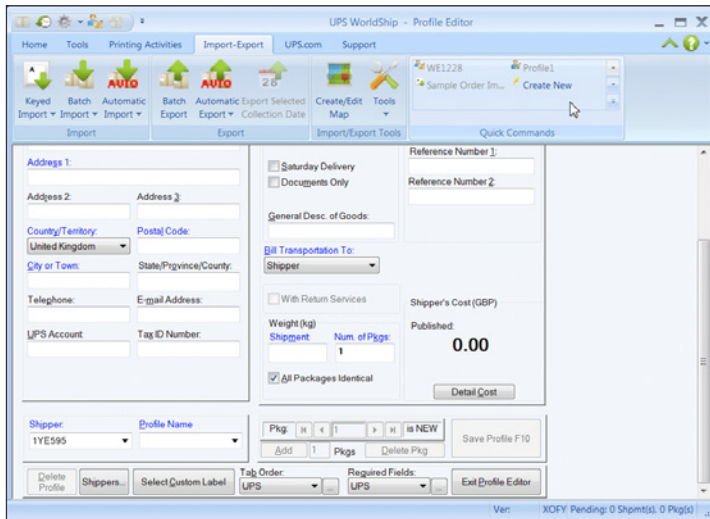 UPS WorldShip - Profile Editor
Home Tools Printing Activities Import-Export UPS.com Support
Keyed Import Batch Import Automatic Import Batch Export Automatic Export Export Selected Collection Date Create/Edit Map Tools
AUTO AUTO 28
WE1228 Profile1
Sample Order Im... Create New
Import Export Import/Export Tools Quick Commands
Address 1:
Saturday Delivery
Documents Only
Reference Number 1:
Reference Number 2:
Address 2: Address 3:
General Desc. of Goods:
Country/Territory: Postal Code:
United Kingdom
Bill Transportation To:
Shipper
City or Town: State/Province/County:
Telephone: E-mail Address:
With Return Services
Shipper's Cost (GBP)
UPS Account: Tax ID Number:
Weight (kg)
Shipment: Num. of Pkgs:
1
Published:
0.00
All Packages Identical
Detail Cost
Shipper: Profile Name
1YE595
Pkg: 1 is NEW
Add 1 Pkgs Delete Pkg
Save Profile F10
Delete Profile Shippers... Select Custom Label
Tab Order: Required Fields:
UPS ... UPS ...
Exit Profile Editor
Ver: XOFY Pending: 0 Shpmt(s). 0 Pkg(s)